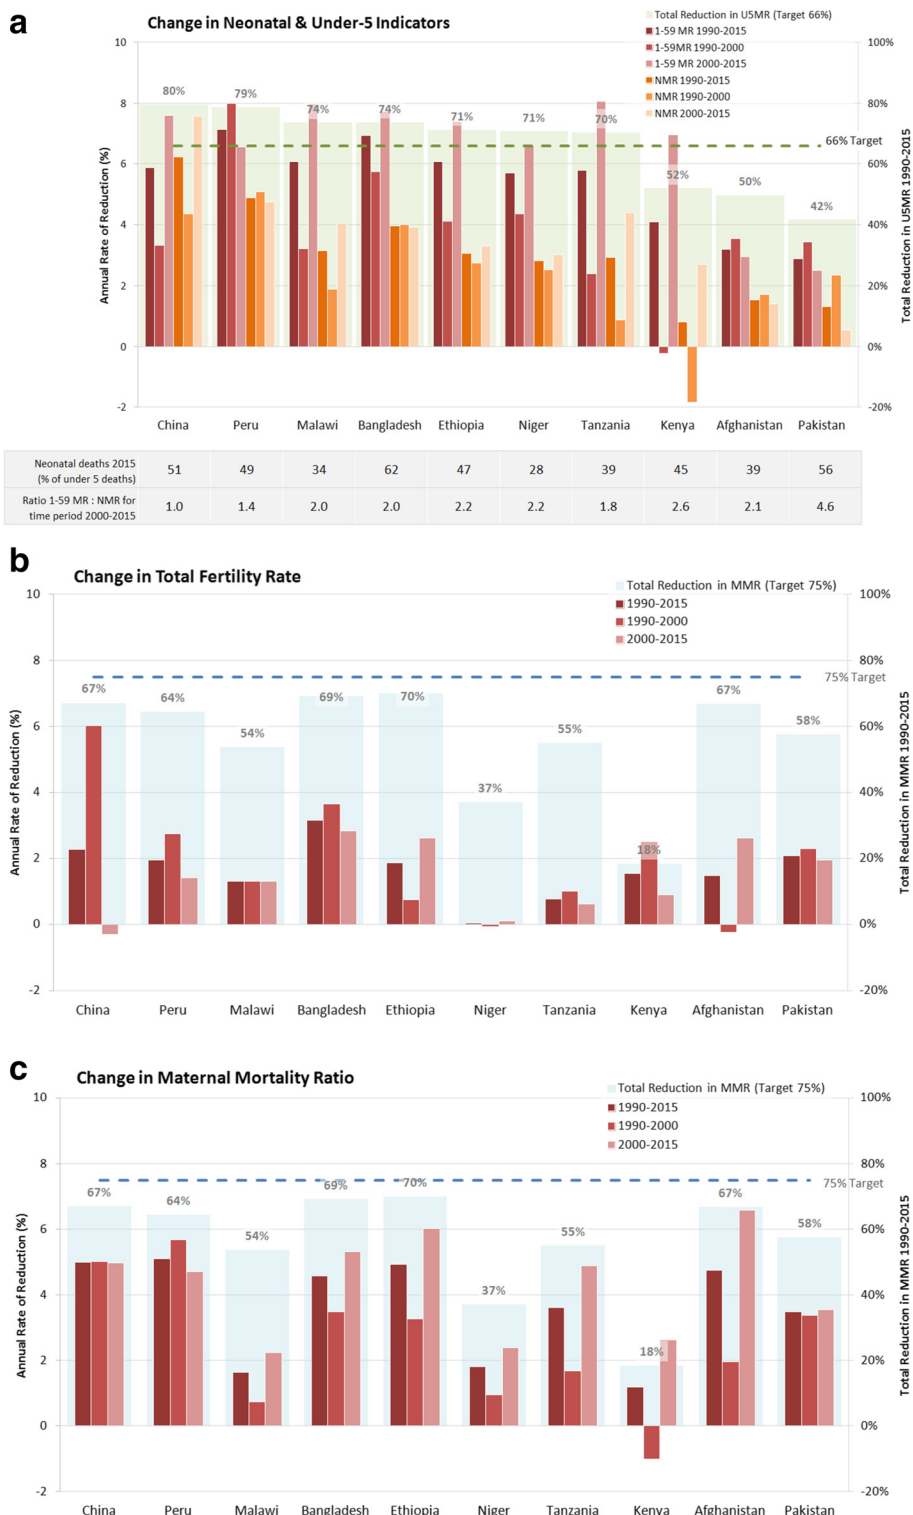 a
Change in Neonatal & Under-5 Indicators
Total Reduction in U5MR (Target 66%)
1-59 MR 1990-2015
1-59MR 1990-2000
1-59 MR 2000-2015
NMR 1990-2015
NMR 1990-2000
NMR 2000-2015
10
8
6
4
2
0
-2
Annual Rate of Reduction (%)
100%
80%
60%
40%
20%
0%
-20%
Total Reduction in U5MR 1990-2015
66% Target
80% 79% 74% 74% 71% 71% 70% 52% 50% 42%
China Peru Malawi Bangladesh Ethiopia Niger Tanzania Kenya Afghanistan Pakistan
Neonatal deaths 2015
(% of under 5 deaths)
51 49 34 62 47 28 39 45 39 56
Ratio 1-59 MR : NMR for
time period 2000-2015
1.0 1.4 2.0 2.0 2.2 2.2 1.8 2.6 2.1 4.6
b
Change in Total Fertility Rate
Total Reduction in MMR (Target 75%)
1990-2015
1990-2000
2000-2015
10
8
6
4
2
0
-2
Annual Rate of Reduction (%)
100%
80%
60%
40%
20%
0%
-20%
Total Reduction in MMR 1990-2015
75% Target
67% 64% 54% 69% 70% 37% 55% 18% 67% 58%
China Peru Malawi Bangladesh Ethiopia Niger Tanzania Kenya Afghanistan Pakistan
c
Change in Maternal Mortality Ratio
Total Reduction in MMR (Target 75%)
1990-2015
1990-2000
2000-2015
10
8
6
4
2
0
-2
Annual Rate of Reduction (%)
100%
80%
60%
40%
20%
0%
-20%
Total Reduction in MMR 1990-2015
75% Target
67% 64% 54% 69% 70% 37% 55% 18% 67% 58%
China Peru Malawi Bangladesh Ethiopia Niger Tanzania Kenya Afghanistan Pakistan